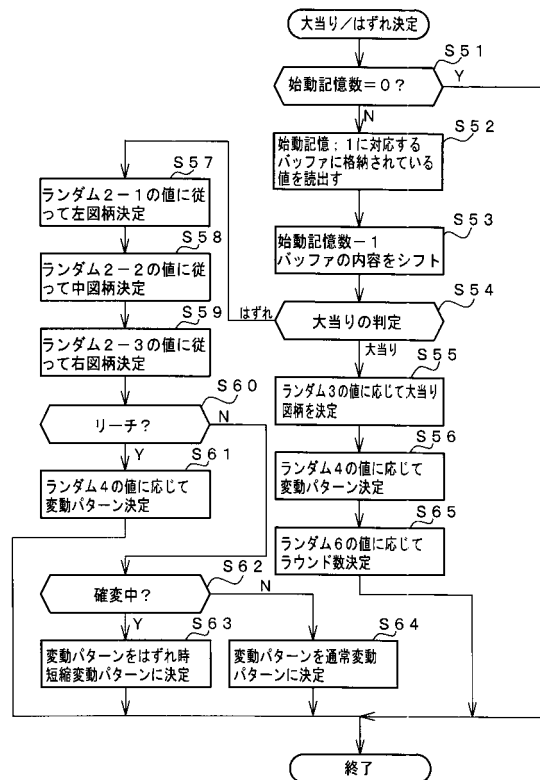 大当り／はずれ決定
S51
始動記憶数＝0？
Y
N
S52
始動記憶：1に対応する
バッファに格納されている
値を読出す
S53
始動記憶数－1
バッファの内容をシフト
S54
大当りの判定
はずれ
大当り
S55
ランダム3の値に応じて大当り
図柄を決定
S56
ランダム4の値に応じて
変動パターン決定
S65
ランダム6の値に応じて
ラウンド数決定
S57
ランダム2－1の値に従
って左図柄決定
S58
ランダム2－2の値に従
って中図柄決定
S59
ランダム2－3の値に従
って右図柄決定
S60
リーチ？
N
Y
S61
ランダム4の値に応じて
変動パターン決定
S62
確変中？
N
Y
S63
変動パターンをはずれ時
短縮変動パターンに決定
S64
変動パターンを通常変動
パターンに決定
終了